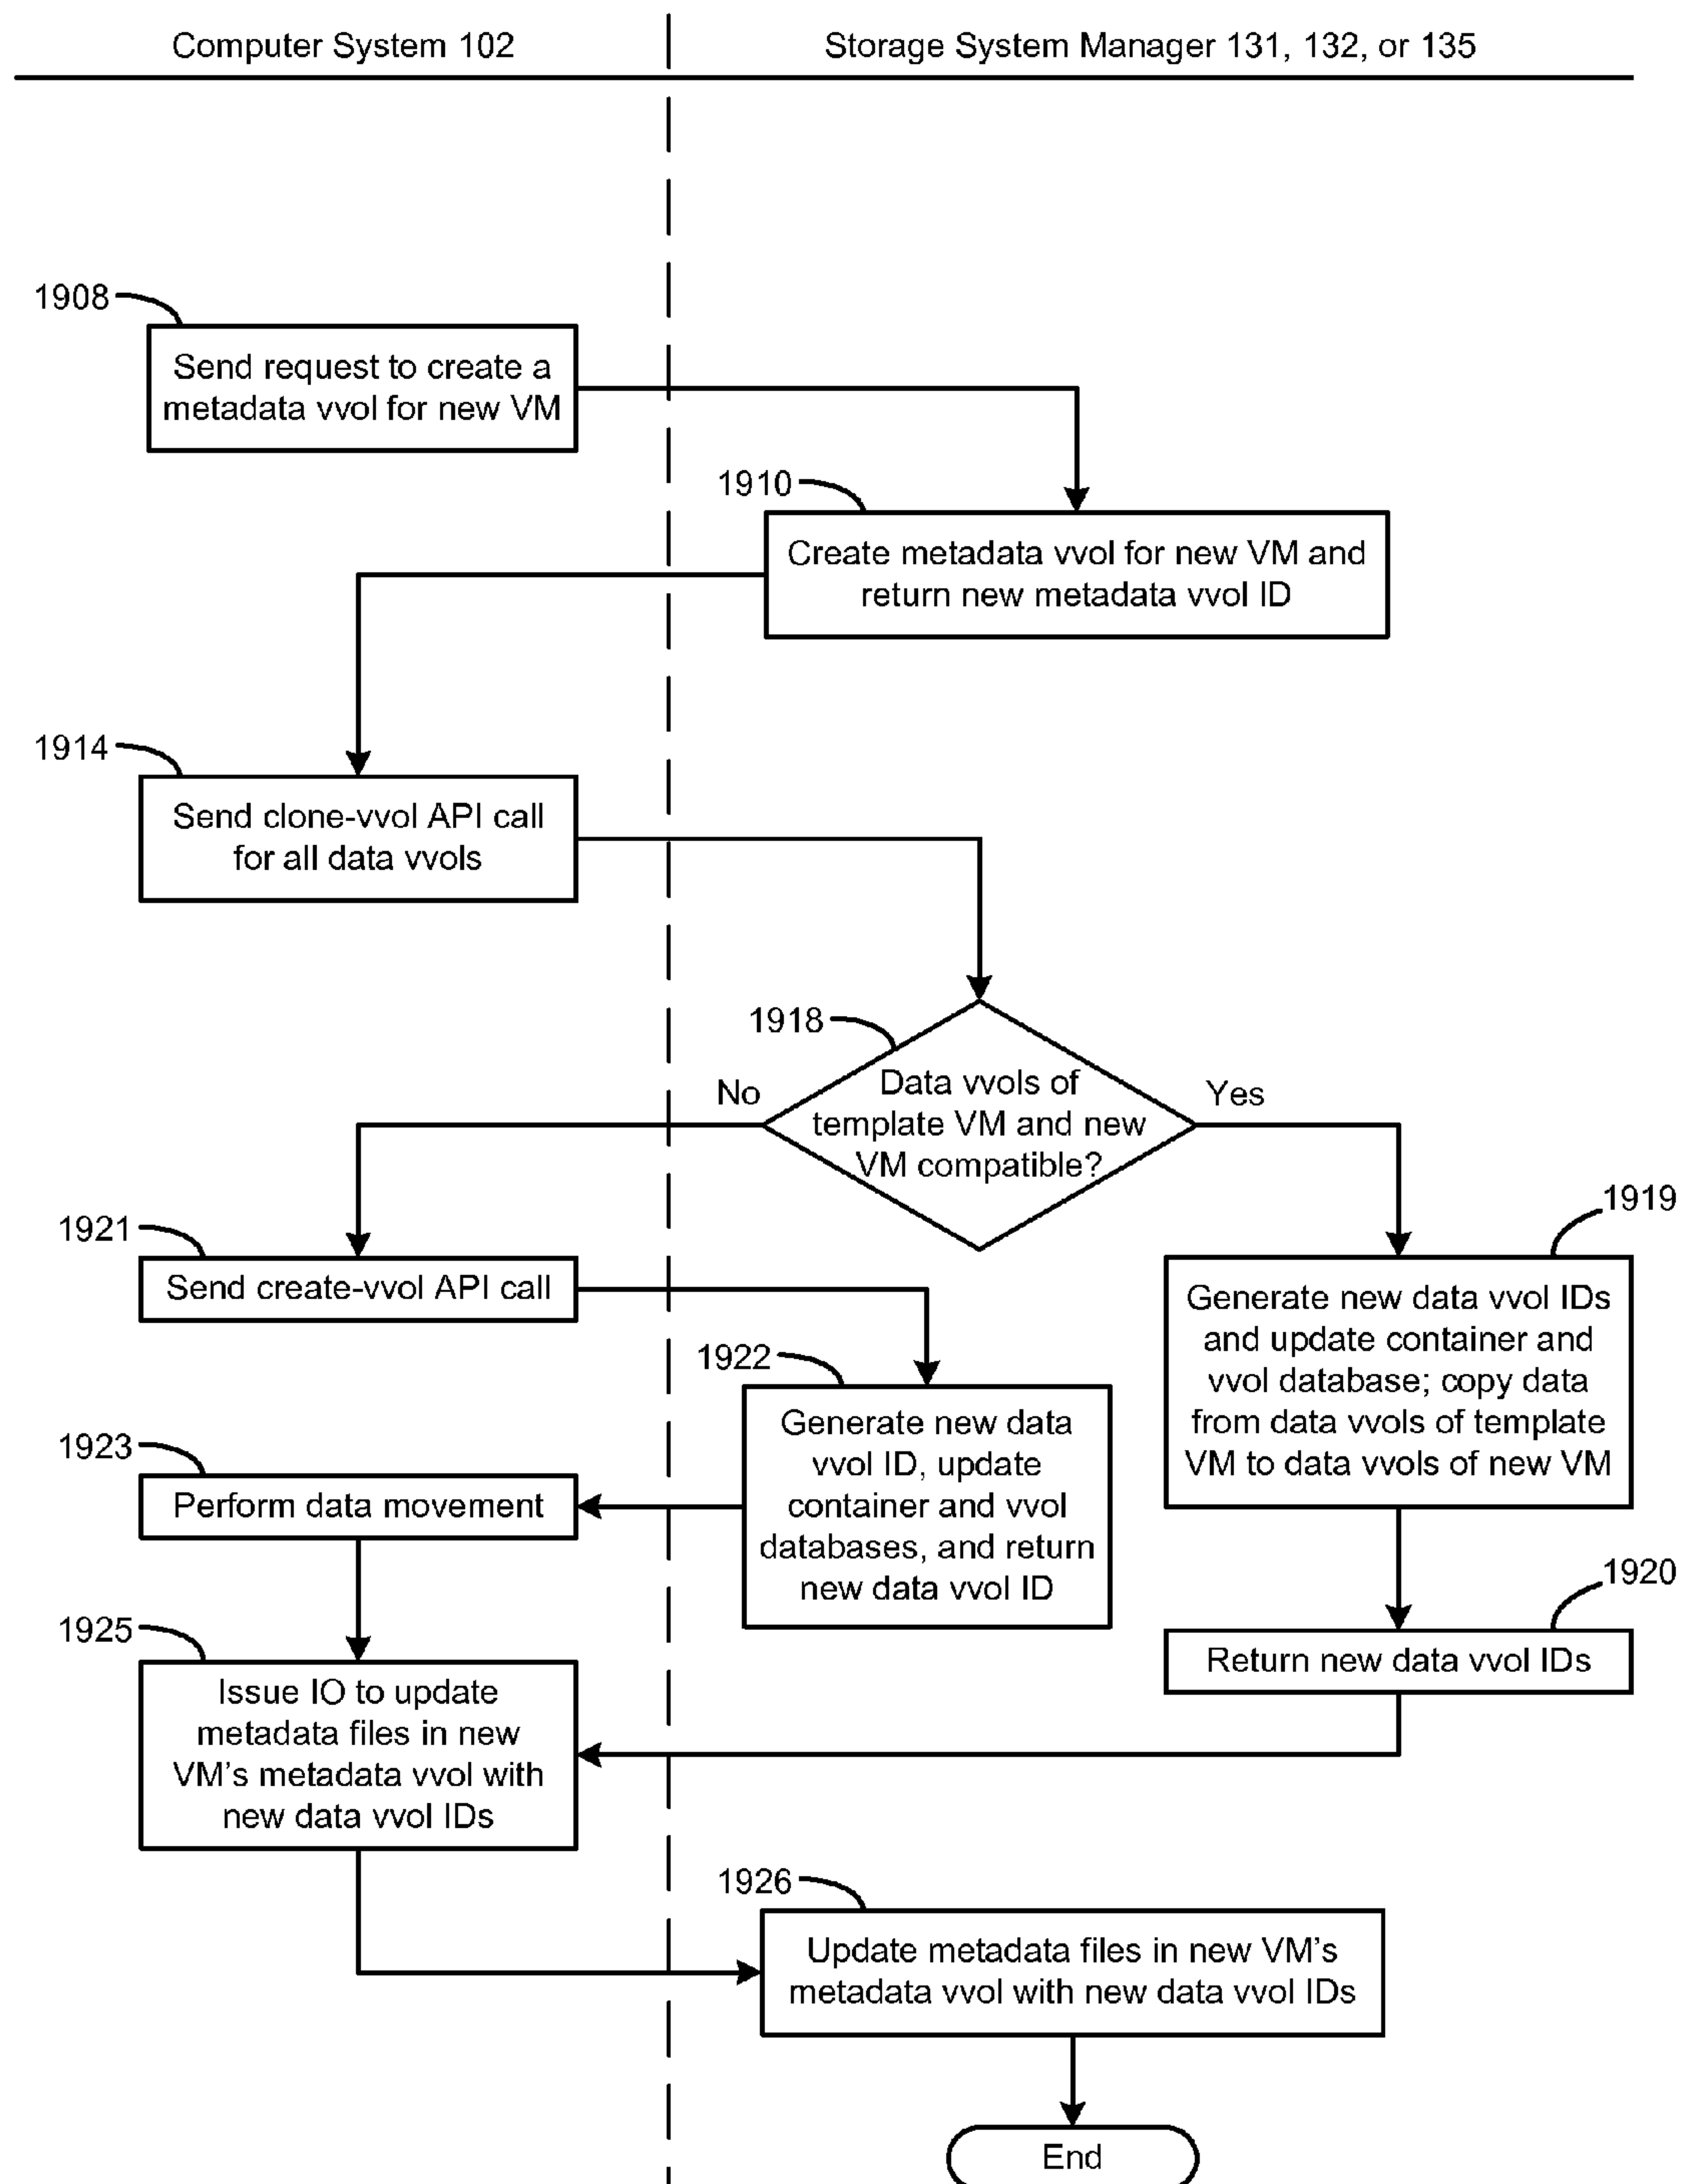 Computer System 102
Storage System Manager 131, 132, or 135
1908
Send request to create a
metadata vvol for new VM
1910
Create metadata vvol for new VM and
return new metadata vvol ID
1914
Send clone-vvol API call
for all data vvols
1918
Data vvols of
template VM and new
VM compatible?
No
Yes
1921
Send create-vvol API call
1919
Generate new data vvol IDs
and update container and
vvol database; copy data
from data vvols of template
VM to data vvols of new VM
1922
Generate new data
vvol ID, update
container and vvol
databases, and return
new data vvol ID
1923
Perform data movement
1920
Return new data vvol IDs
1925
Issue IO to update
metadata files in new
VM's metadata vvol with
new data vvol IDs
1926
Update metadata files in new VM's
metadata vvol with new data vvol IDs
End